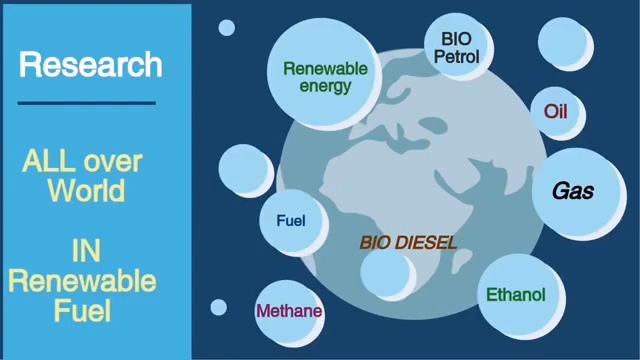 Research
ALL over
World
IN
Renewable
Fuel
Renewable
energy
BIO
Petrol
Oil
Gas
Fuel
BIO DIESEL
Ethanol
Methane